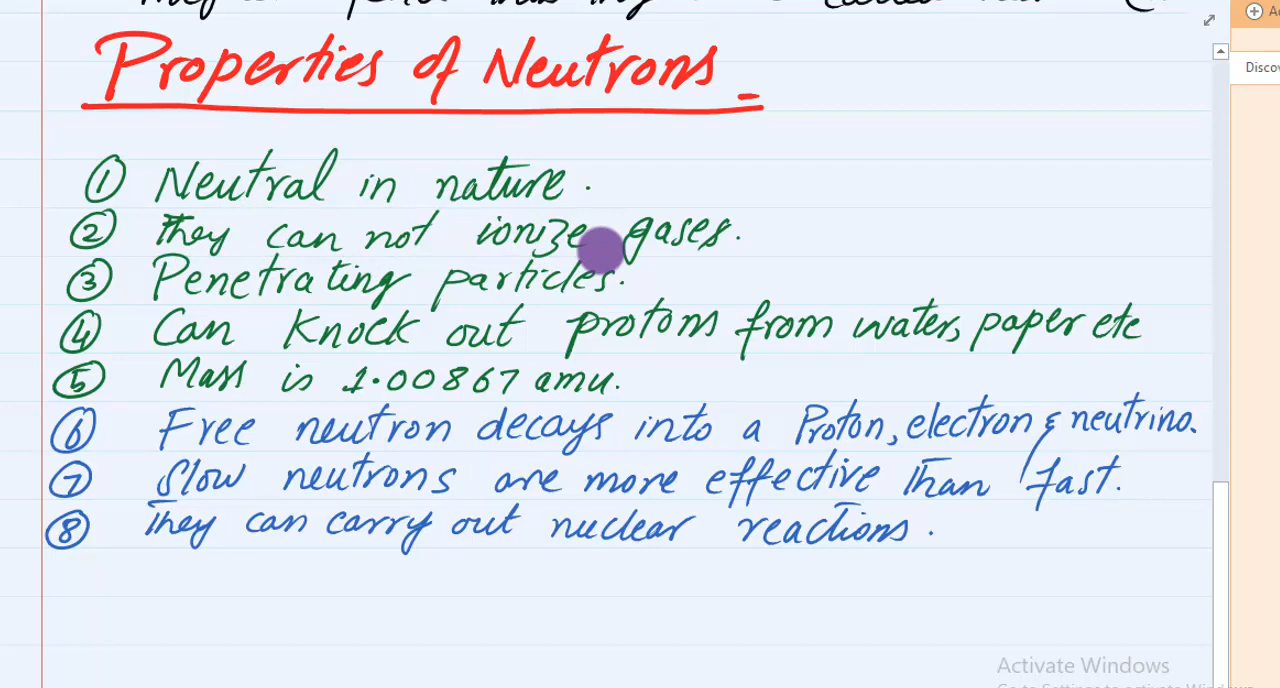 Properties of Neutrons
① Neutral in nature.
② They can not ionize gases.
③ Penetrating particles.
④ Can Knock out protons from water, paper etc
⑤ Mass is 1.00867 amu.
⑥ Free neutron decays into a Proton, electron & neutrino.
⑦ Slow neutrons are more effective than fast.
⑧ They can carry out nuclear reactions.
Discov
Activate Windows